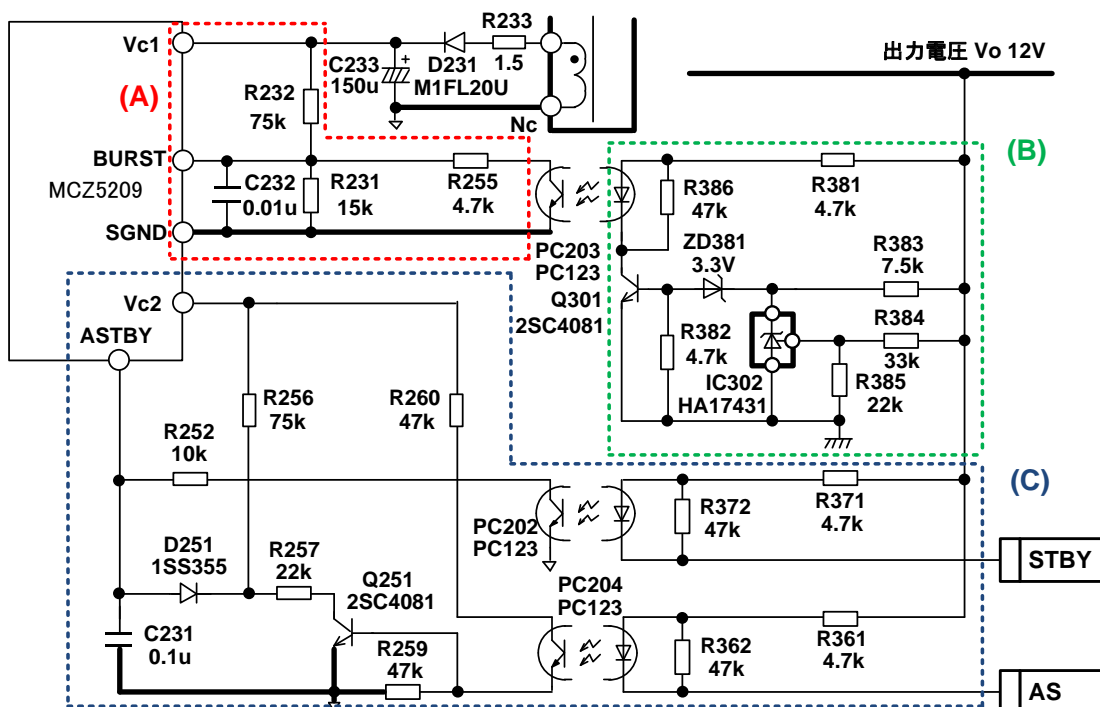 R233
1.5
Vc1
C233
150u
+
D231
M1FL20U
出力電圧 Vo 12V
(A)
R232
75k
Nc
(B)
BURST
MCZ5209
C232
0.01u
R231
15k
R255
4.7k
R386
47k
R381
4.7k
SGND
PC203
PC123
ZD381
3.3V
R383
7.5k
Q301
2SC4081
Vc2
ASTBY
R382
4.7k
R384
33k
IC302
HA17431
R385
22k
R256
75k
R260
47k
R252
10k
(C)
R372
47k
R371
4.7k
PC202
PC123
D251
1SS355
R257
22k
STBY
Q251
2SC4081
PC204
PC123
C231
0.1u
R259
47k
R362
47k
R361
4.7k
AS